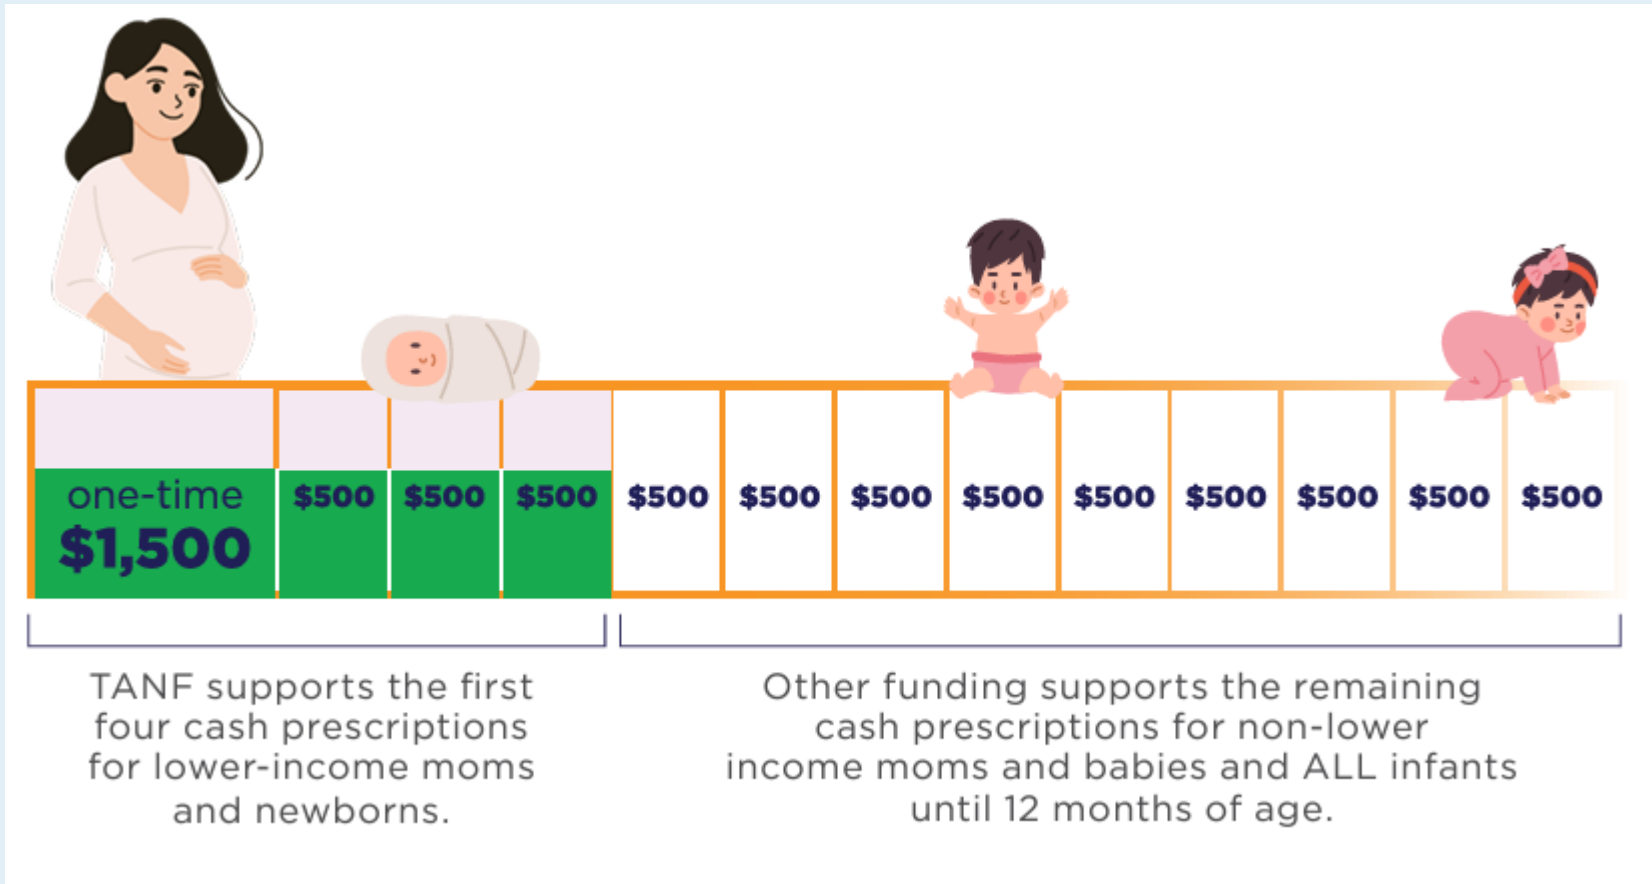 one-time
$1,500
$500 $500 $500 $500 $500 $500 $500 $500 $500 $500 $500 $500
TANF supports the first
four cash prescriptions
for lower-income moms
and newborns.
Other funding supports the remaining
cash prescriptions for non-lower
income moms and babies and ALL infants
until 12 months of age.